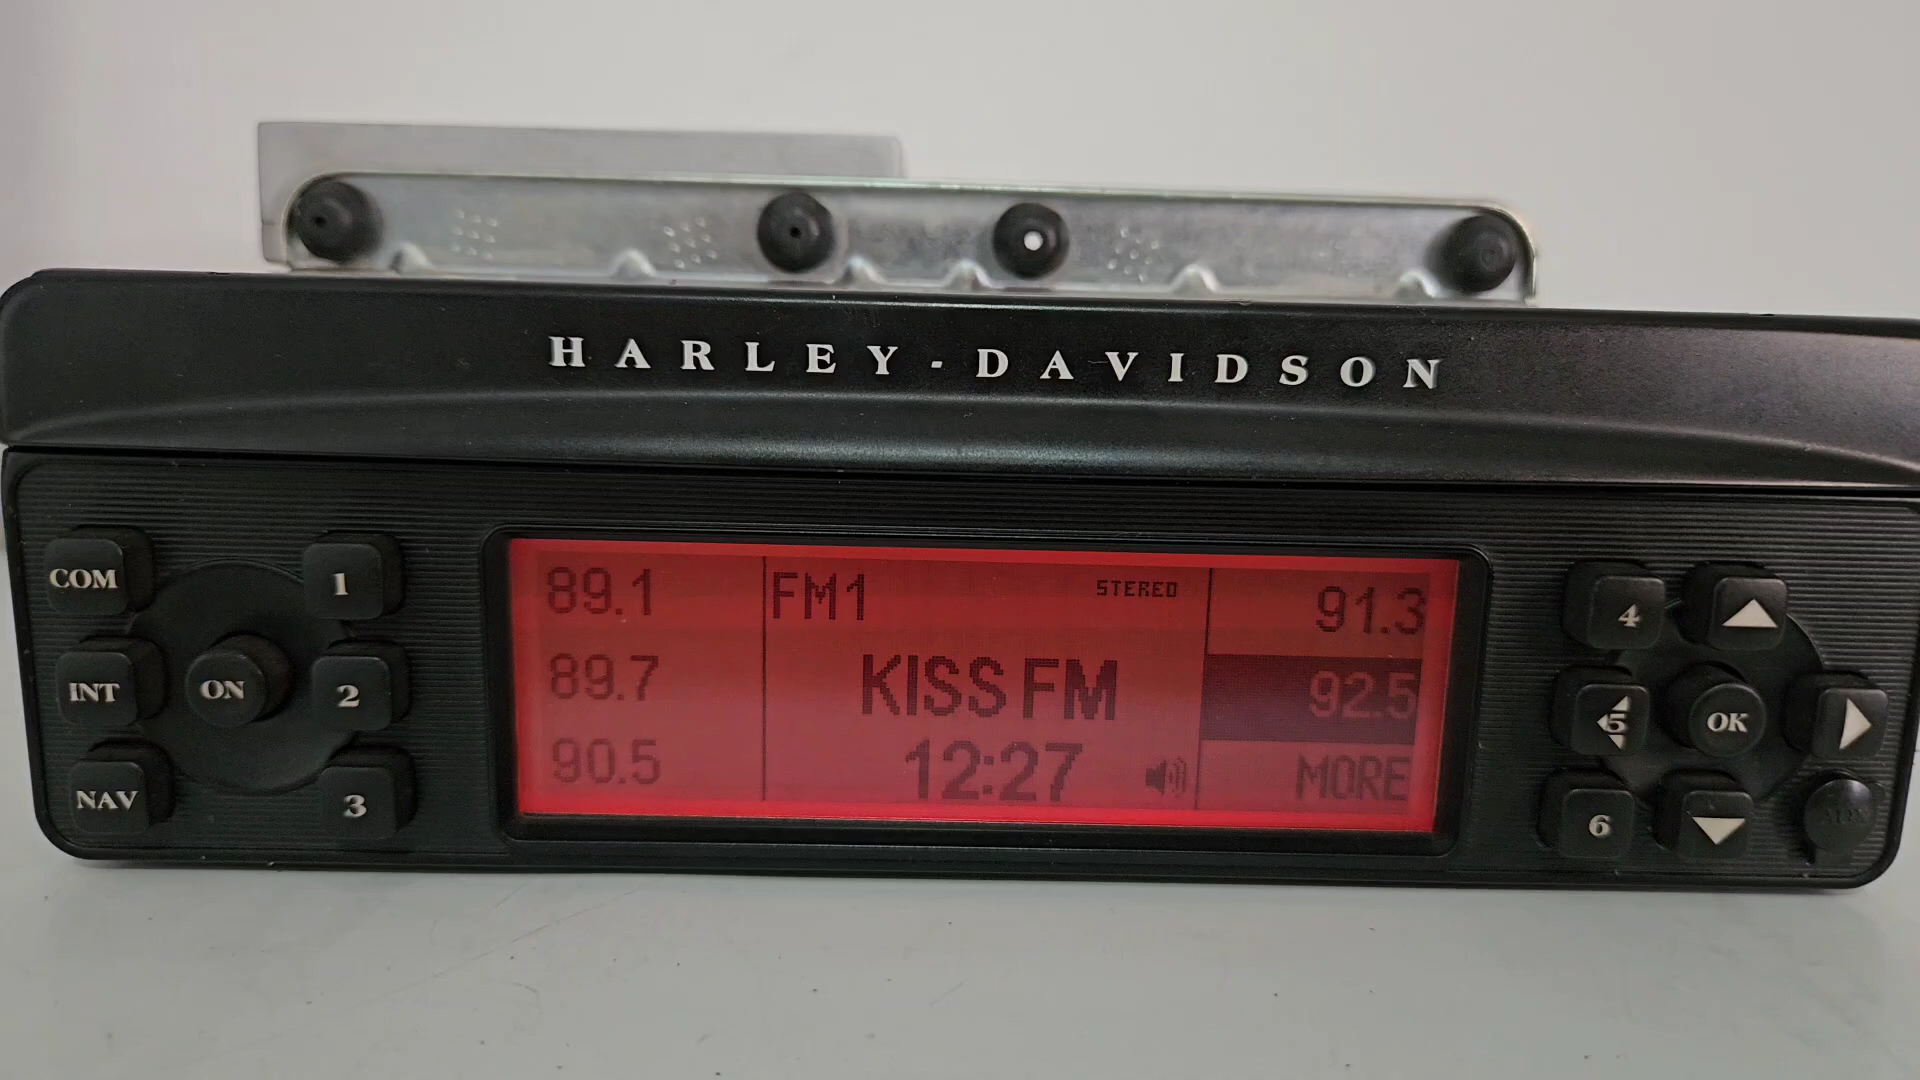 HARLEY-DAVIDSON
COM
INT
NAV
ON
1
2
3
89.1
89.7
90.5
FM1
STEREO
KISS FM
12:27
91.3
92.5
MORE
4
5
6
OK